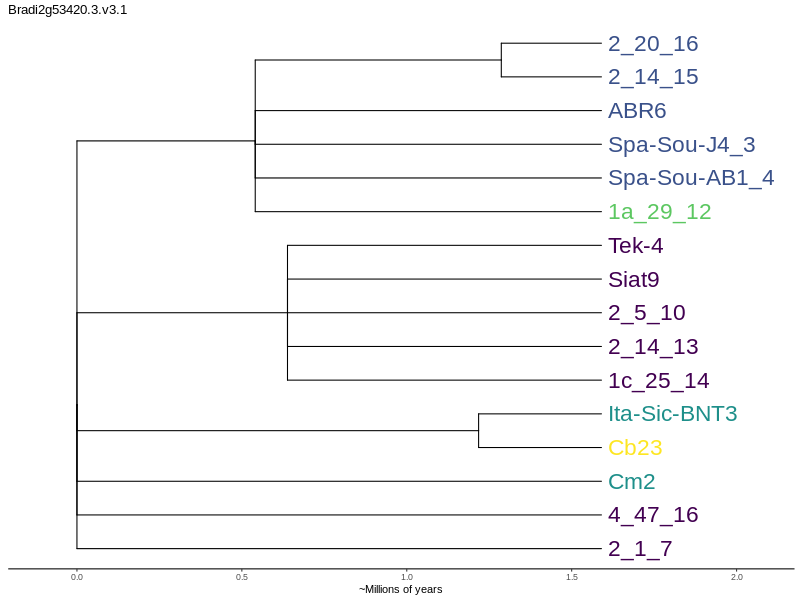 Bradi2g53420.3.v3.1
2_20_16
2_14_15
ABR6
Spa-Sou-J4_3
Spa-Sou-AB1_4
1a_29_12
Tek-4
Siat9
2_5_10
2_14_13
1c_25_14
Ita-Sic-BNT3
Cb23
Cm2
4_47_16
2_1_7
0.0 0.5 1.0 1.5 2.0
~Millions of years